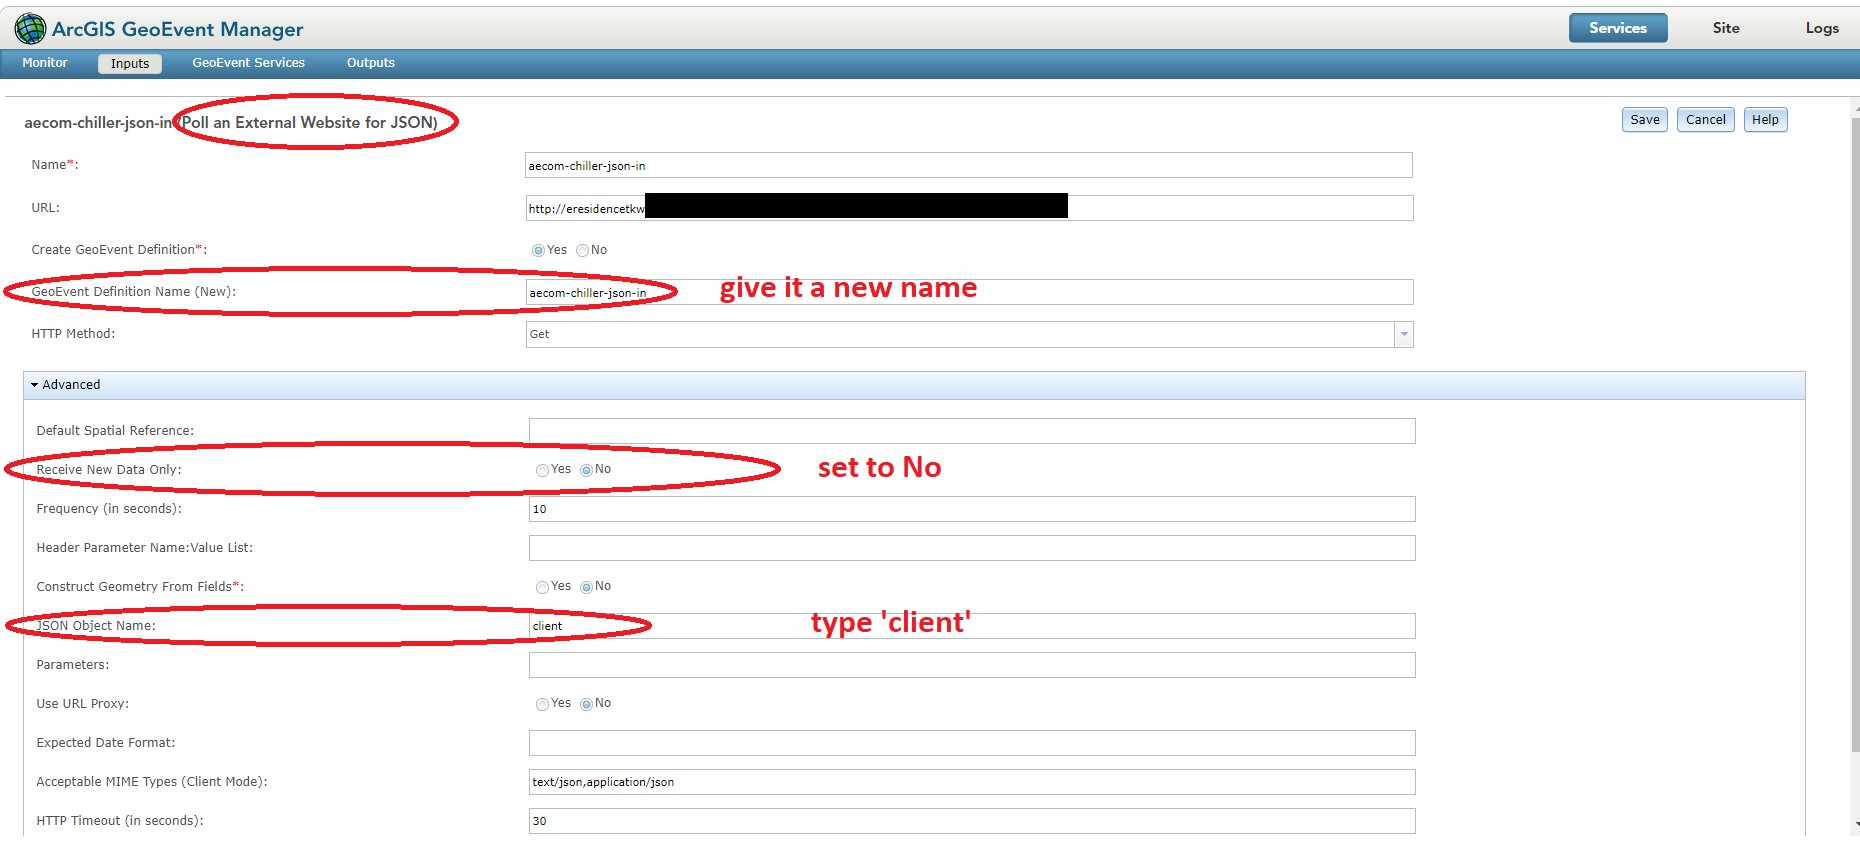 ArcGIS GeoEvent Manager Services Site Logs
Monitor Inputs GeoEvent Services Outputs
aecom-chiller-json-in (Poll an External Website for JSON) Save Cancel Help
Name*: aecom-chiller-json-in
URL: http://eresidencetkw
Create GeoEvent Definition*: Yes No
GeoEvent Definition Name (New): aecom-chiller-json-in give it a new name
HTTP Method: Get
Advanced
Default Spatial Reference:
Receive New Data Only: Yes No set to No
Frequency (in seconds): 10
Header Parameter Name:Value List:
Construct Geometry From Fields*: Yes No
JSON Object Name: client type 'client'
Parameters:
Use URL Proxy: Yes No
Expected Date Format:
Acceptable MIME Types (Client Mode): text/json,application/json
HTTP Timeout (in seconds): 30